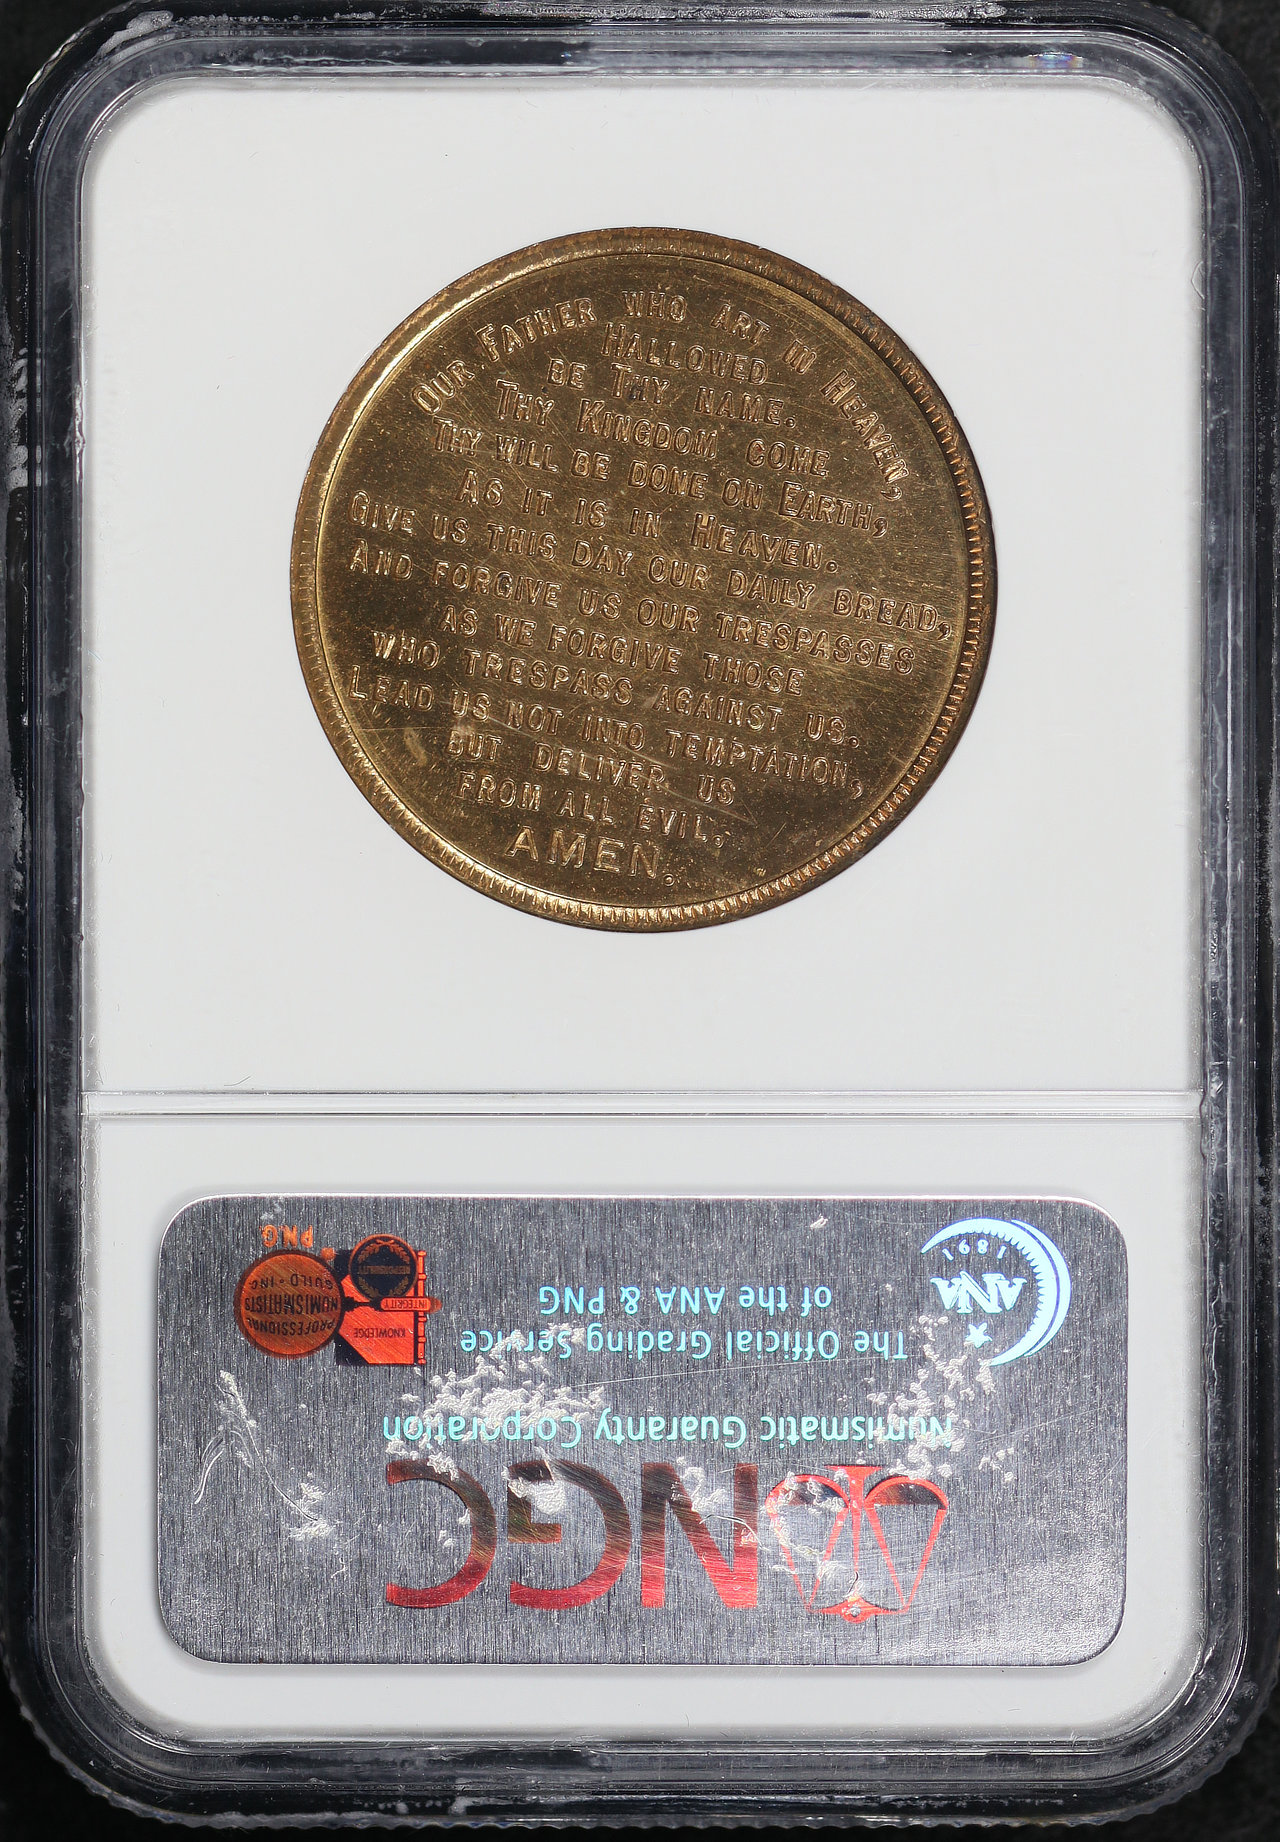 OUR FATHER WHO ART IN HEAVEN,
HALLOWED
BE THY NAME.
THY KINGDOM COME
THY WILL BE DONE ON EARTH,
AS IT IS IN HEAVEN.
GIVE US THIS DAY OUR DAILY BREAD,
AND FORGIVE US OUR TRESPASSES
AS WE FORGIVE THOSE
WHO TRESPASS AGAINST US.
LEAD US NOT INTO TEMPTATION,
BUT DELIVER US
FROM ALL EVIL,
AMEN.
NGC
Numismatic Guaranty Corporation
The Official Grading Service
of the ANA & PNG
1891
ANA
PROFESSIONAL
NUMISMATISTS
GUILD • INC
KNOWLEDGE
INTEGRITY
RESPONSIBILITY
PNG